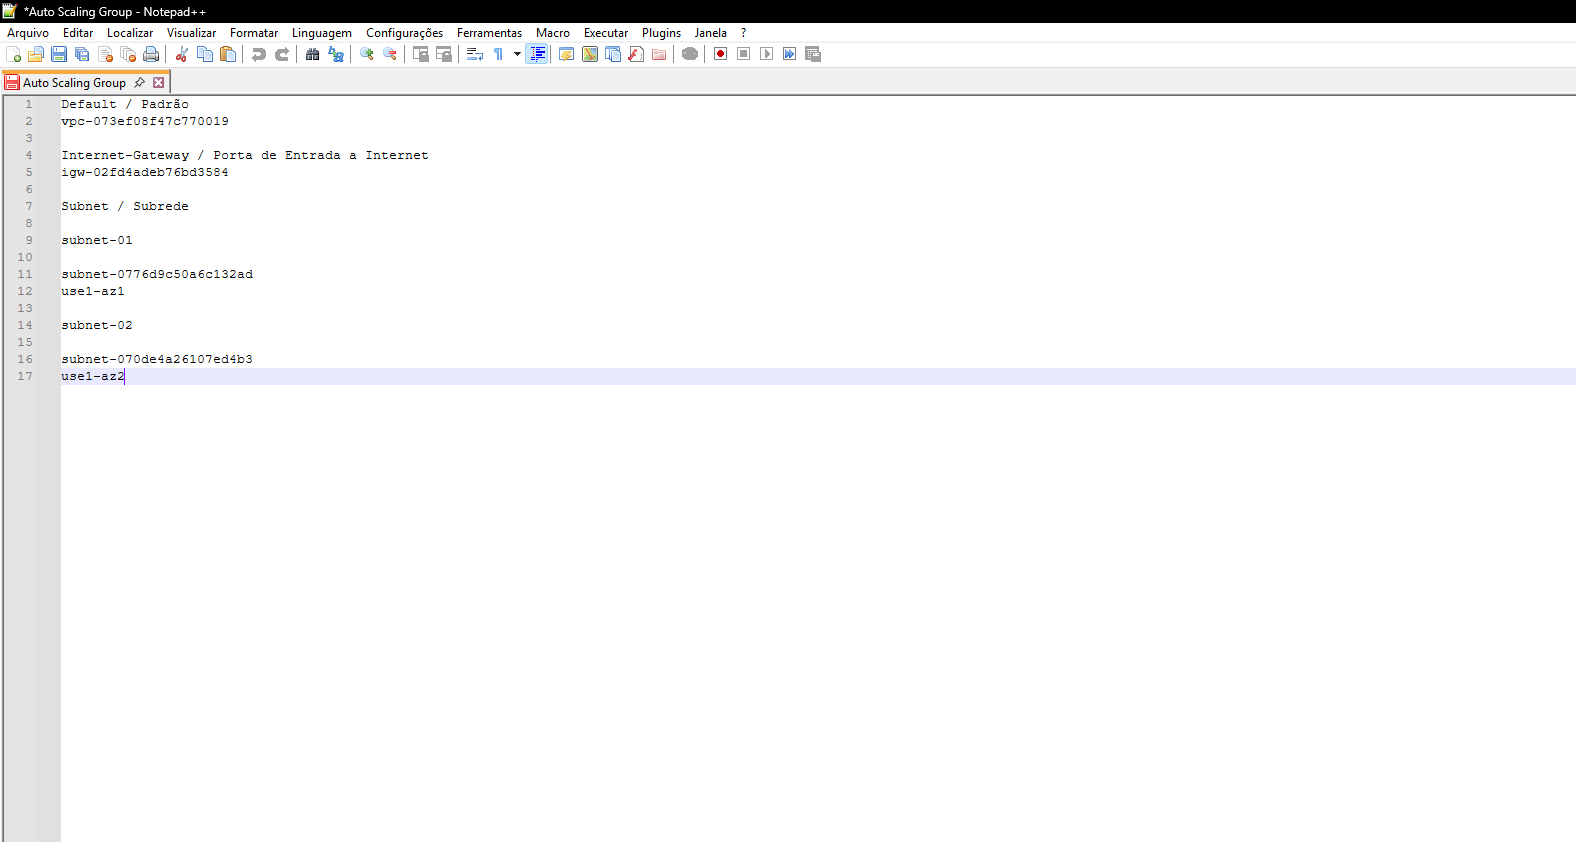 *Auto Scaling Group - Notepad++
Arquivo Editar Localizar Visualizar Formatar Linguagem Configurações Ferramentas Macro Executar Plugins Janela ?
Auto Scaling Group
1 Default / Padrão
2 vpc-073ef08f47c770019
3
4 Internet-Gateway / Porta de Entrada a Internet
5 igw-02fd4adeb76bd3584
6
7 Subnet / Subrede
8
9 subnet-01
10
11 subnet-0776d9c50a6c132ad
12 use1-az1
13
14 subnet-02
15
16 subnet-070de4a26107ed4b3
17 use1-az2